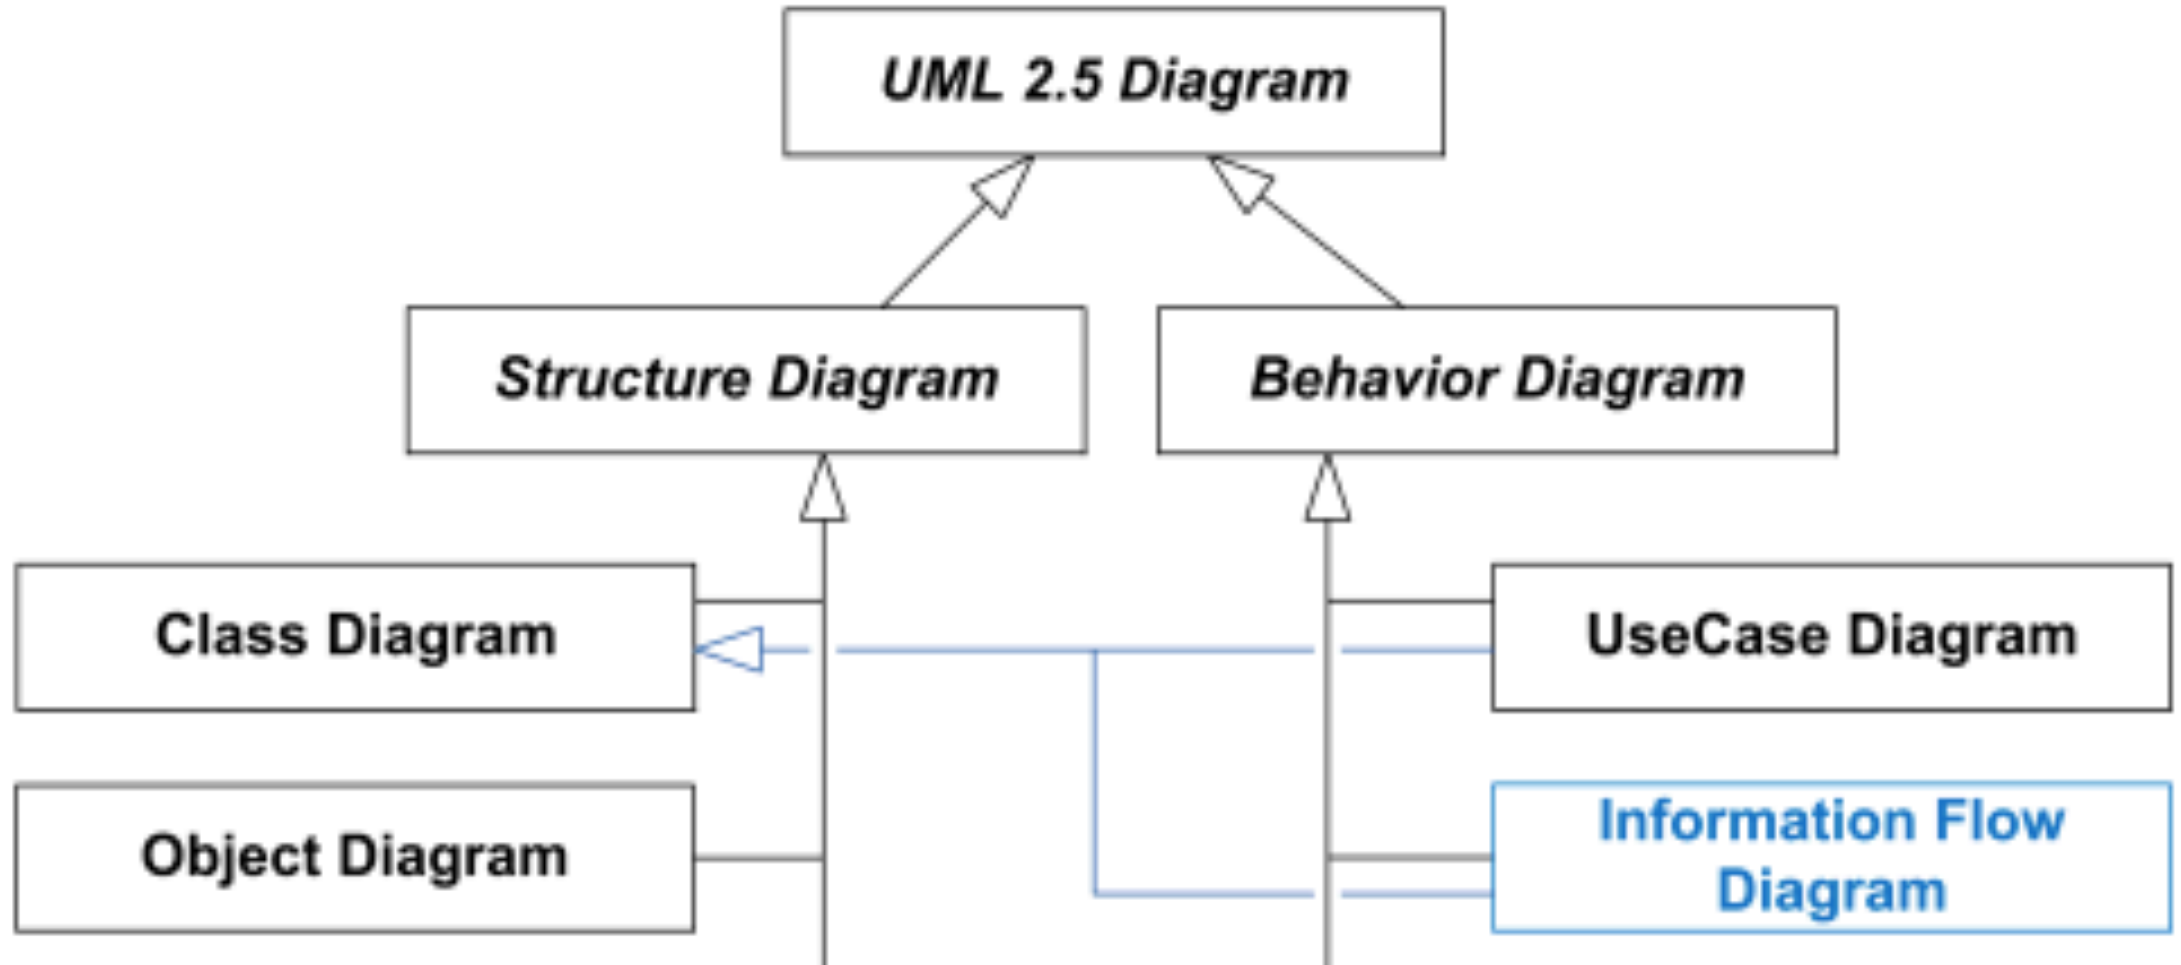 UML 2.5 Diagram
Structure Diagram
Behavior Diagram
Class Diagram
UseCase Diagram
Object Diagram
Information Flow
Diagram